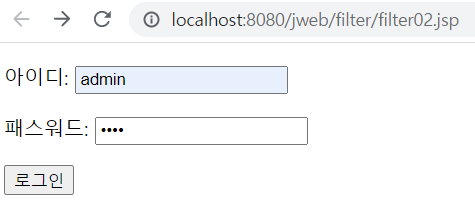 localhost:8080/jweb/filter/filter02.jsp
아이디: admin
패스워드: ••••
로그인